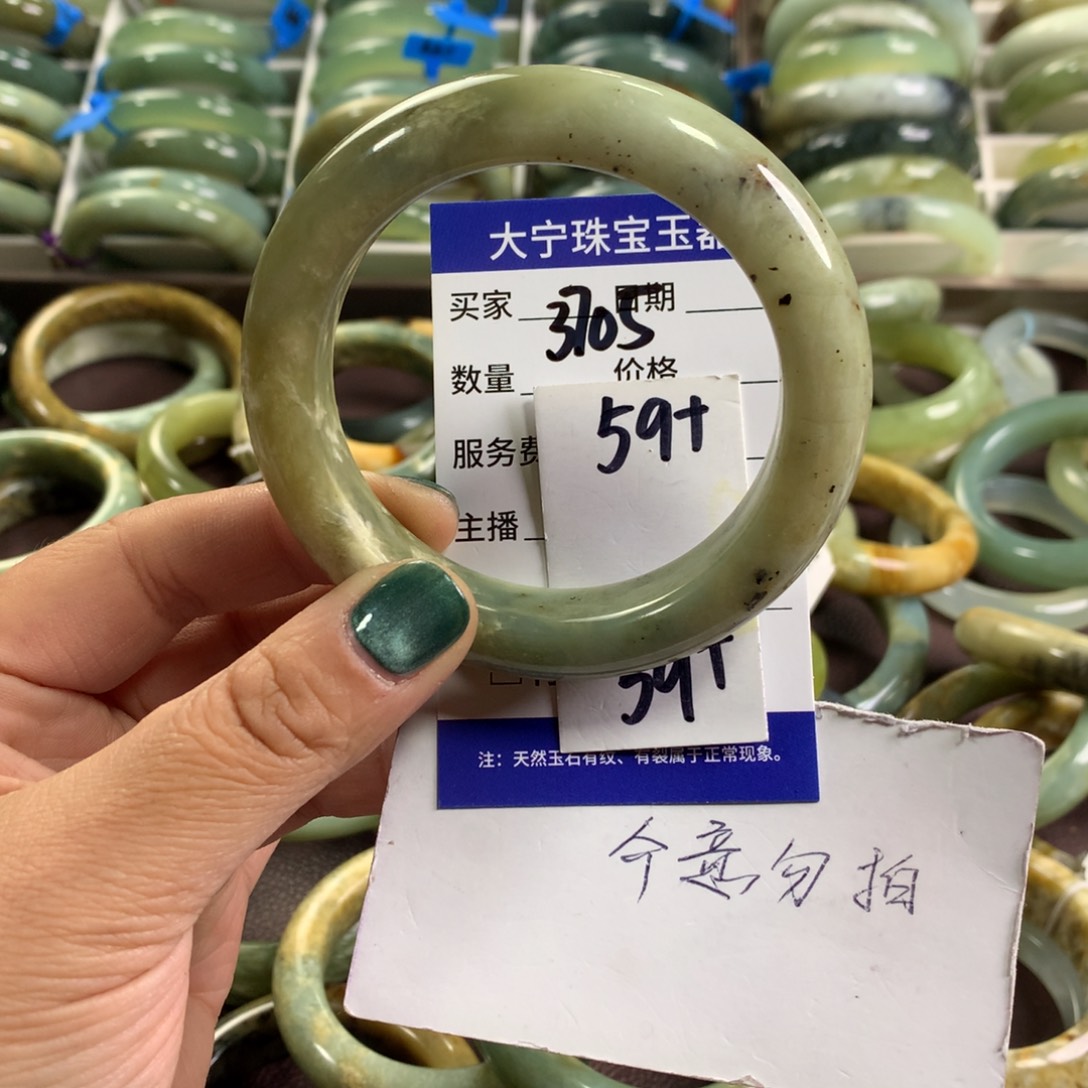 大宁珠宝玉器
买家 3705 日期
数量 价格
59+
服务费
主播
59+
注：天然玉石有纹、有裂属于正常现象。
介意勿拍